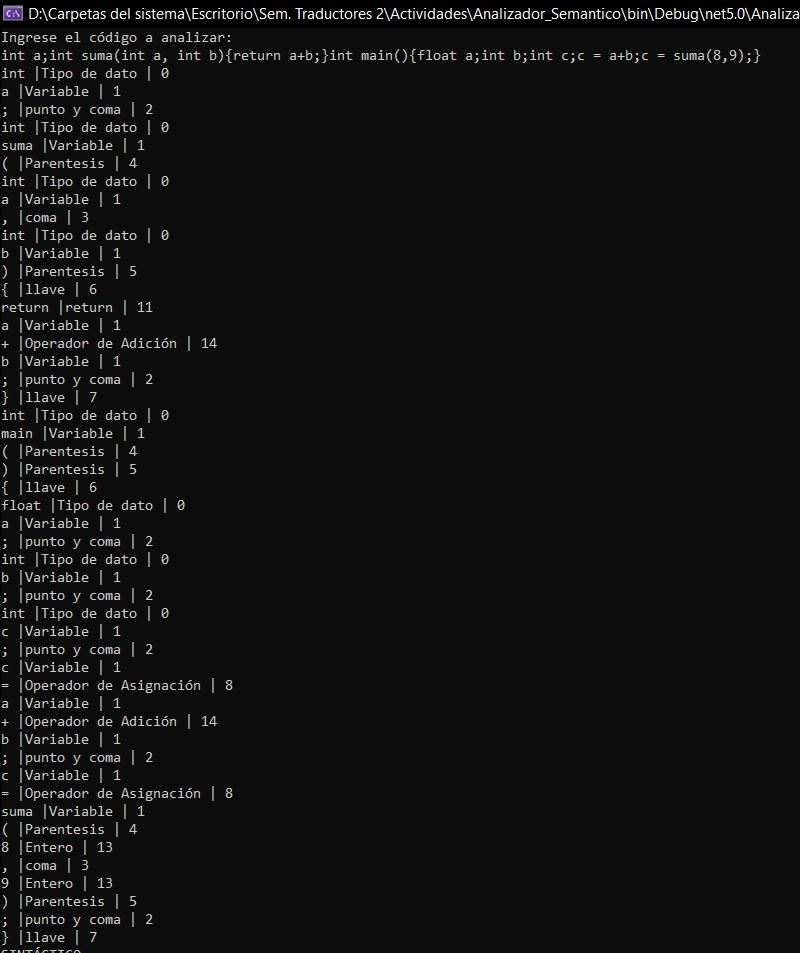 D:\Carpetas del sistema\Escritorio\Sem. Traductores 2\Actividades\Analizador_Semantico\bin\Debug\net5.0\Analiza
Ingrese el código a analizar:
int a;int suma(int a, int b){return a+b;}int main(){float a;int b;int c;c = a+b;c = suma(8,9);}
int |Tipo de dato | 0
a |Variable | 1
; |punto y coma | 2
int |Tipo de dato | 0
suma |Variable | 1
( |Parentesis | 4
int |Tipo de dato | 0
a |Variable | 1
, |coma | 3
int |Tipo de dato | 0
b |Variable | 1
) |Parentesis | 5
{ |llave | 6
return |return | 11
a |Variable | 1
+ |Operador de Adición | 14
b |Variable | 1
; |punto y coma | 2
} |llave | 7
int |Tipo de dato | 0
main |Variable | 1
( |Parentesis | 4
) |Parentesis | 5
{ |llave | 6
float |Tipo de dato | 0
a |Variable | 1
; |punto y coma | 2
int |Tipo de dato | 0
b |Variable | 1
; |punto y coma | 2
int |Tipo de dato | 0
c |Variable | 1
; |punto y coma | 2
c |Variable | 1
= |Operador de Asignación | 8
a |Variable | 1
+ |Operador de Adición | 14
b |Variable | 1
; |punto y coma | 2
c |Variable | 1
= |Operador de Asignación | 8
suma |Variable | 1
( |Parentesis | 4
8 |Entero | 13
, |coma | 3
9 |Entero | 13
) |Parentesis | 5
; |punto y coma | 2
} |llave | 7
SINTÁCTICO